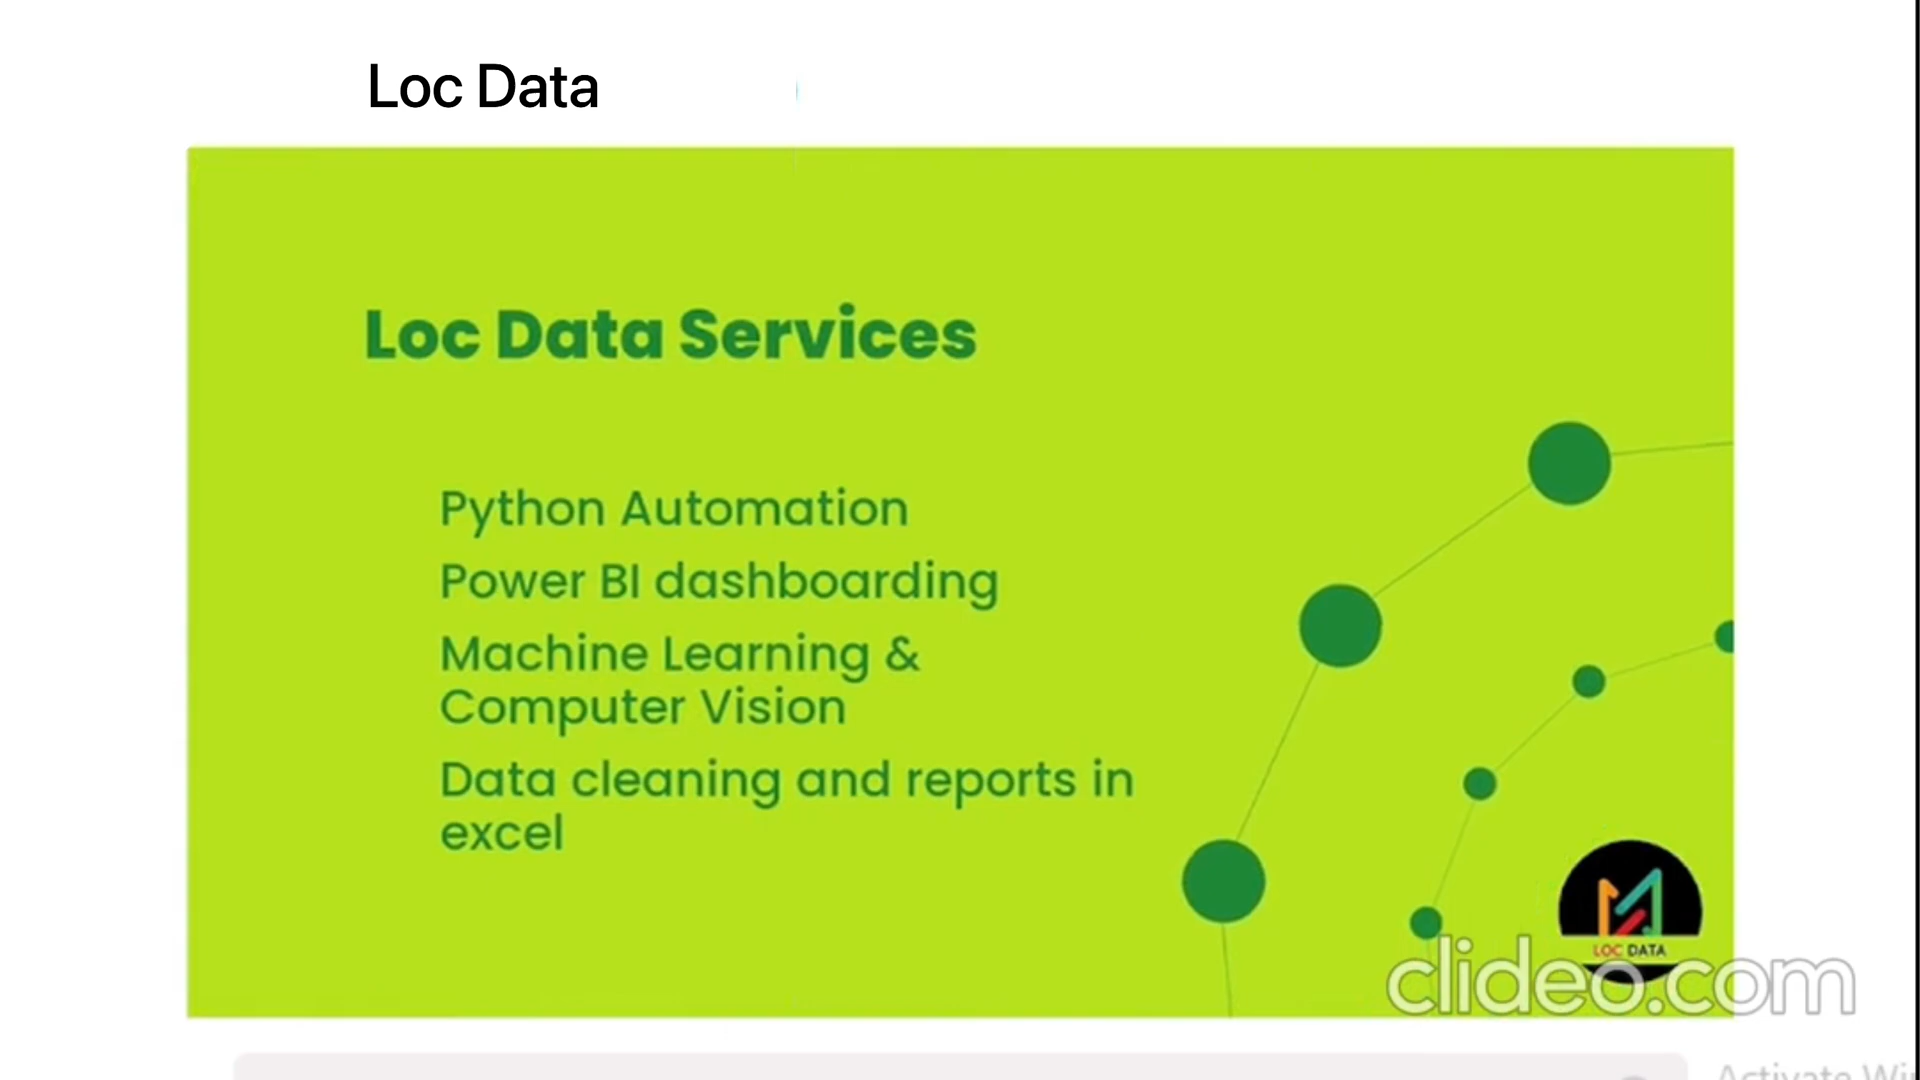 Loc Data
Loc Data Services
Python Automation
Power BI dashboarding
Machine Learning &
Computer Vision
Data cleaning and reports in
excel
LOC DATA
clideo.com
Activate